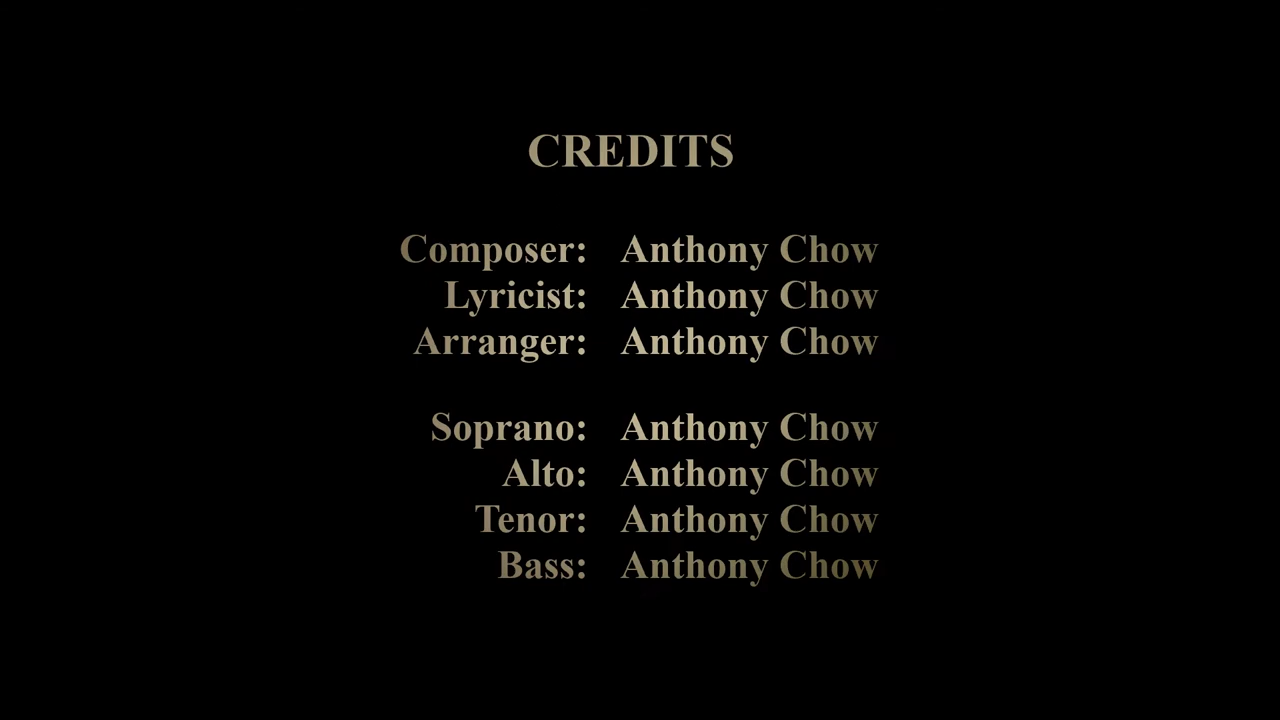 CREDITS
Composer: Anthony Chow
Lyricist: Anthony Chow
Arranger: Anthony Chow
Soprano: Anthony Chow
Alto: Anthony Chow
Tenor: Anthony Chow
Bass: Anthony Chow